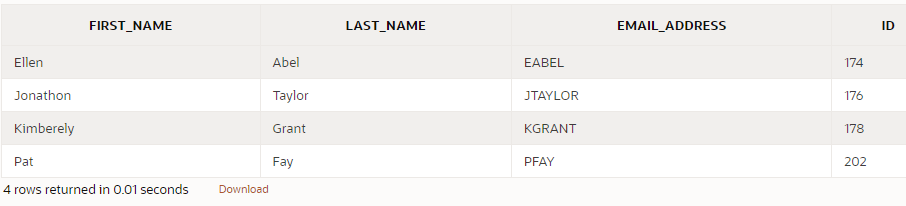 FIRST_NAME LAST_NAME EMAIL_ADDRESS ID
Ellen Abel EABEL 174
Jonathon Taylor JTAYLOR 176
Kimberely Grant KGRANT 178
Pat Fay PFAY 202
4 rows returned in 0.01 seconds Download